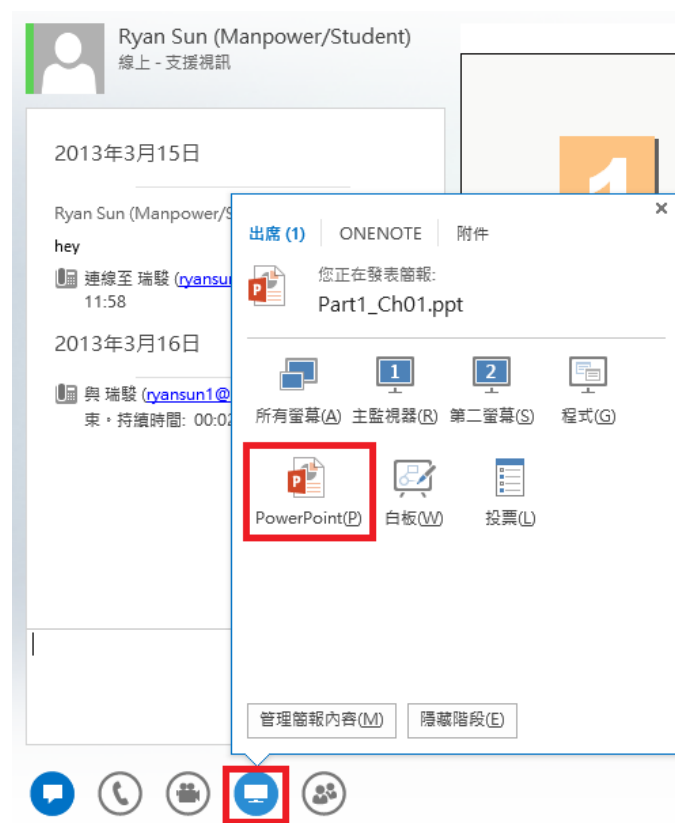 Ryan Sun (Manpower/Student)
線上 - 支援視訊
2013年3月15日
Ryan Sun (Manpower/S
hey
連線至 瑞駿 (ryansu
11:58
2013年3月16日
與 瑞駿 (ryansun1@
束，持續時間: 00:02
1
出席 (1) ONENOTE 附件
您正在發表簡報:
Part1_Ch01.ppt
1 2
所有螢幕(A) 主監視器(R) 第二螢幕(S) 程式(G)
P
PowerPoint(P) 白板(W) 投票(L)
管理簡報內容(M) 隱藏階段(E)